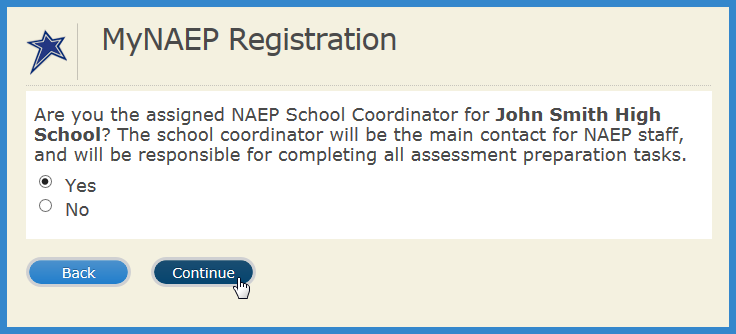 MyNAEP Registration
Are you the assigned NAEP School Coordinator for John Smith High
School? The school coordinator will be the main contact for NAEP staff,
and will be responsible for completing all assessment preparation tasks.
Yes
No
Back
Continue